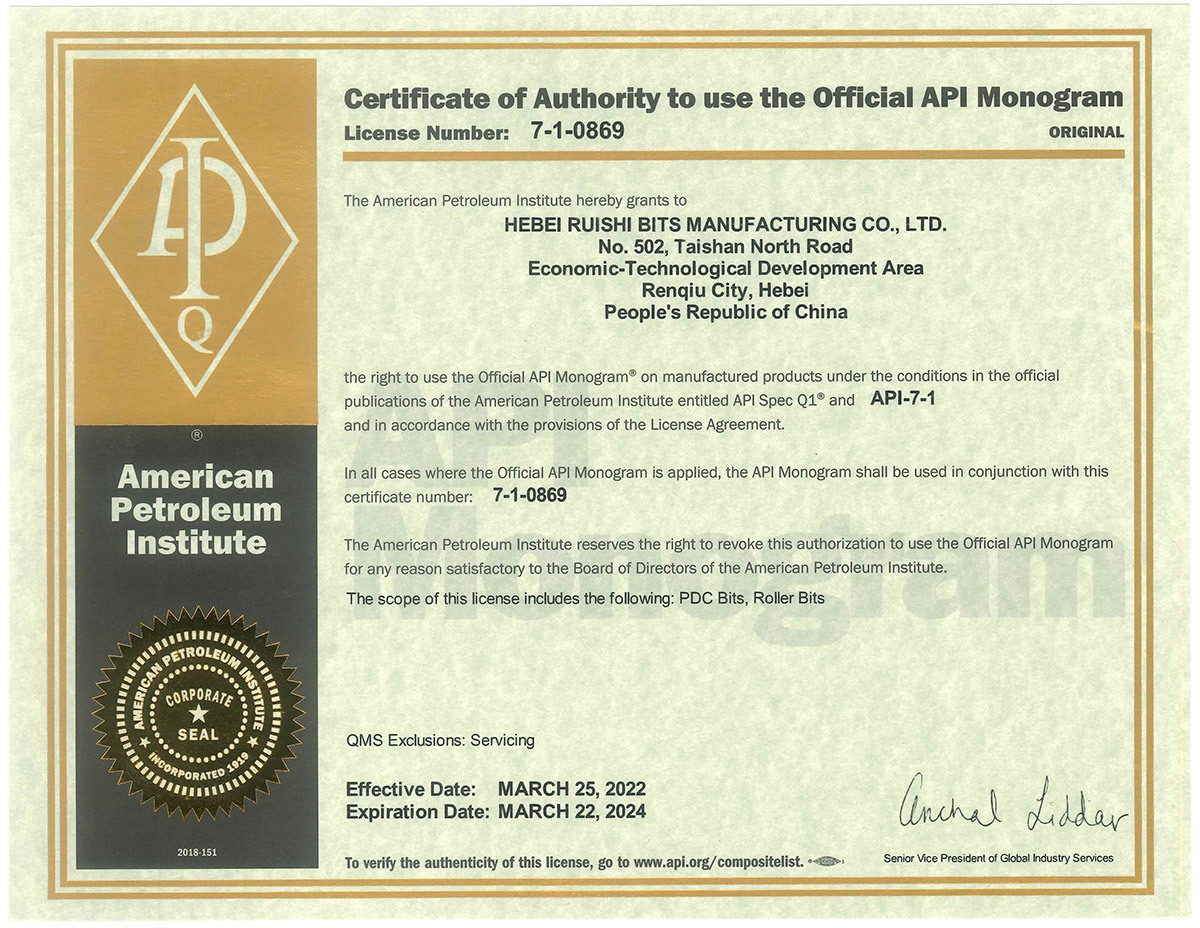 Certificate of Authority to use the Official API Monogram
License Number: 7-1-0869
ORIGINAL
The American Petroleum Institute hereby grants to
HEBEI RUISHI BITS MANUFACTURING CO., LTD.
No. 502, Taishan North Road
Economic-Technological Development Area
Renqiu City, Hebei
People's Republic of China
the right to use the Official API Monogram® on manufactured products under the conditions in the official
publications of the American Petroleum Institute entitled API Spec Q1® and API-7-1
and in accordance with the provisions of the License Agreement.
In all cases where the Official API Monogram is applied, the API Monogram shall be used in conjunction with this
certificate number: 7-1-0869
The American Petroleum Institute reserves the right to revoke this authorization to use the Official API Monogram
for any reason satisfactory to the Board of Directors of the American Petroleum Institute.
The scope of this license includes the following: PDC Bits, Roller Bits
QMS Exclusions: Servicing
Effective Date: MARCH 25, 2022
Expiration Date: MARCH 22, 2024
To verify the authenticity of this license, go to www.api.org/compositelist.
Anchal Liddar
Senior Vice President of Global Industry Services
API
Q
®
American
Petroleum
Institute
AMERICAN PETROLEUM INSTITUTE
CORPORATE
SEAL
INCORPORATED 1919
2018-151
API
Monogram